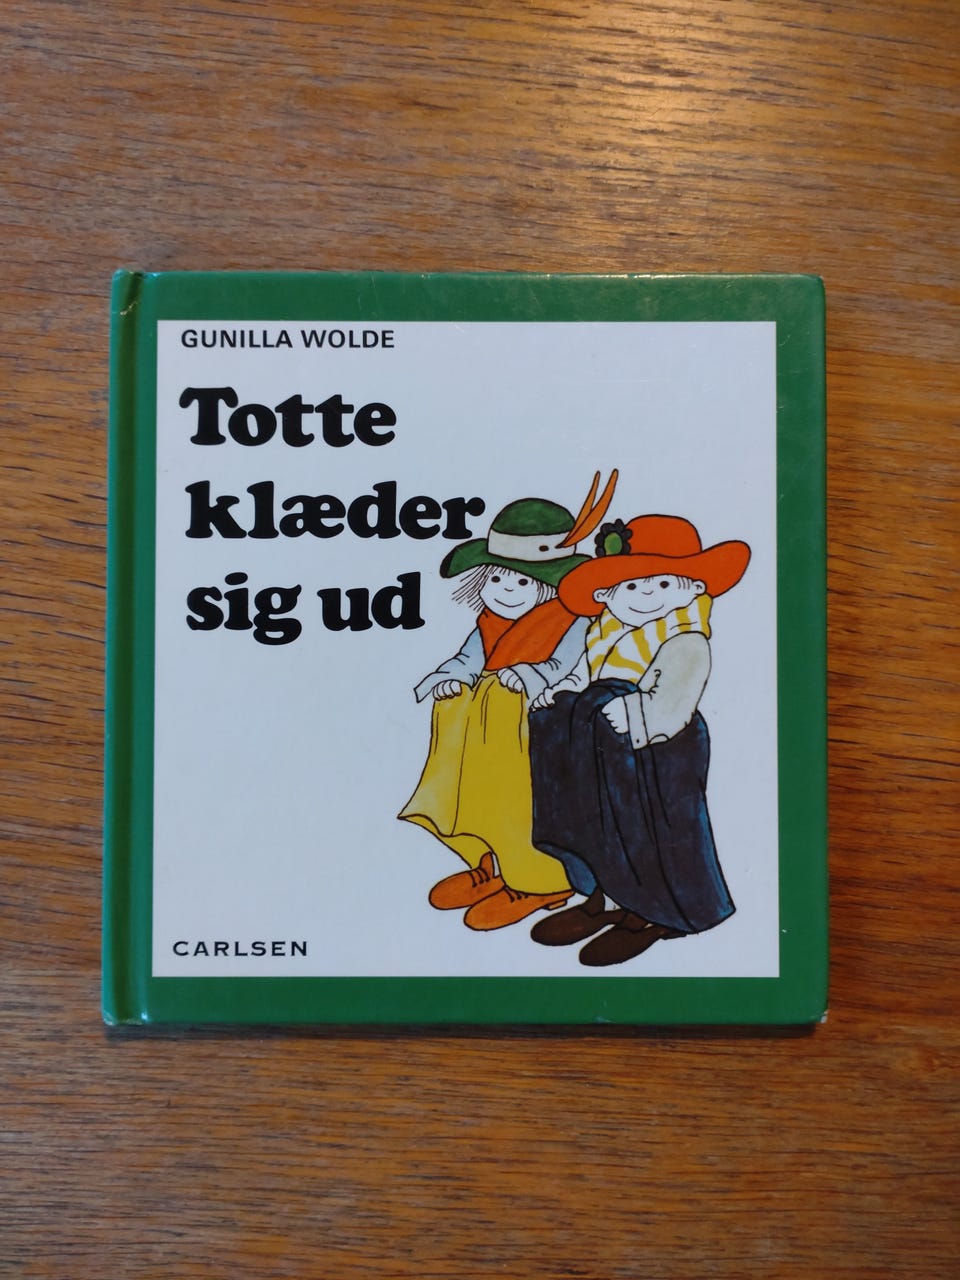 GUNILLA WOLDE
Totte
klæder
sig ud
CARLSEN